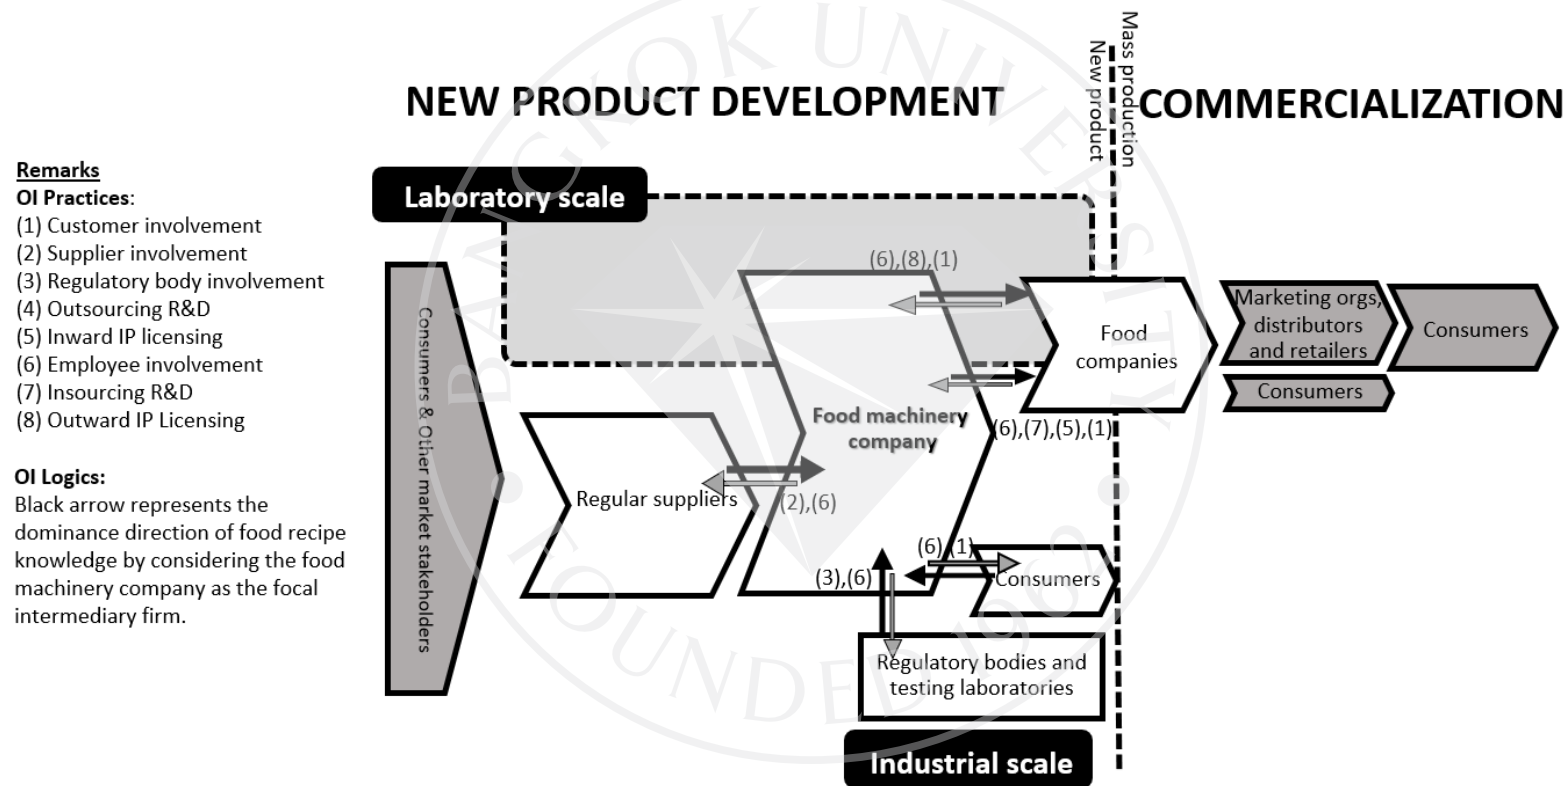 Mass production
New product
NEW PRODUCT DEVELOPMENT
COMMERCIALIZATION
Remarks
OI Practices:
(1) Customer involvement
(2) Supplier involvement
(3) Regulatory body involvement
(4) Outsourcing R&D
(5) Inward IP licensing
(6) Employee involvement
(7) Insourcing R&D
(8) Outward IP Licensing
OI Logics:
Black arrow represents the
dominance direction of food recipe
knowledge by considering the food
machinery company as the focal
intermediary firm.
Laboratory scale
Consumers & Other market stakeholders
Regular suppliers
(2),(6)
Food machinery
company
(6),(8),(1)
Food
companies
(6),(7),(5),(1)
Marketing orgs,
distributors
and retailers
Consumers
Consumers
(6),(1)
Consumers
(3),(6)
Regulatory bodies and
testing laboratories
Industrial scale
BANGKOK UNIVERSITY
FOUNDED 1962